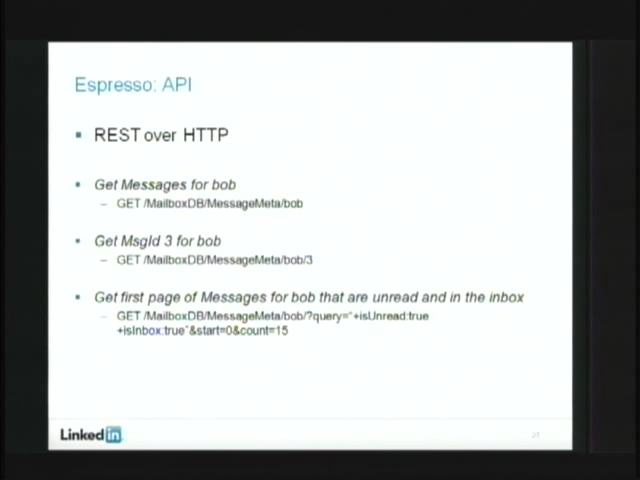 Espresso: API
▪ REST over HTTP
▪ Get Messages for bob
– GET /MailboxDB/MessageMeta/bob
▪ Get MsgId 3 for bob
– GET /MailboxDB/MessageMeta/bob/3
▪ Get first page of Messages for bob that are unread and in the inbox
– GET /MailboxDB/MessageMeta/bob/?query="+isUnread:true
+isInbox:true"&start=0&count=15
Linked in